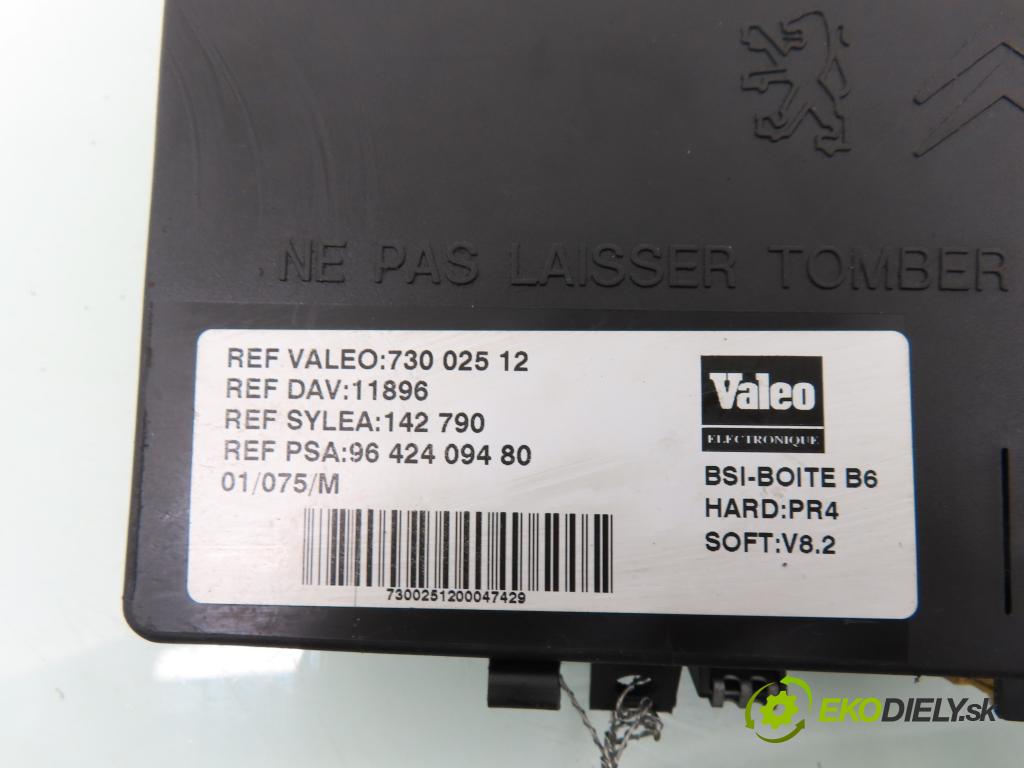 NE PAS LAISSER TOMBER
REF VALEO:730 025 12
REF DAV:11896
REF SYLEA:142 790
REF PSA:96 424 094 80
01/075/M
7300251200047429
Valeo
ELECTRONIQUE
BSI-BOITE B6
HARD:PR4
SOFT:V8.2
EKODIELY.sk